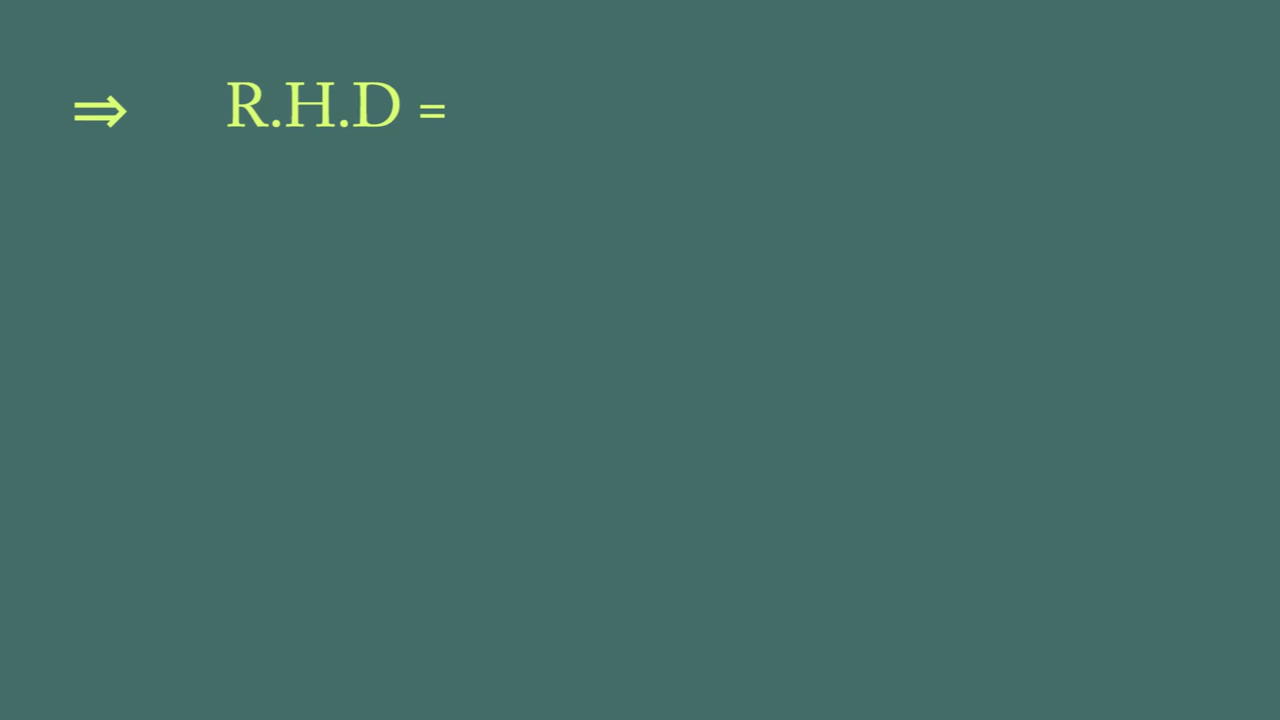 ⇒ R.H.D =